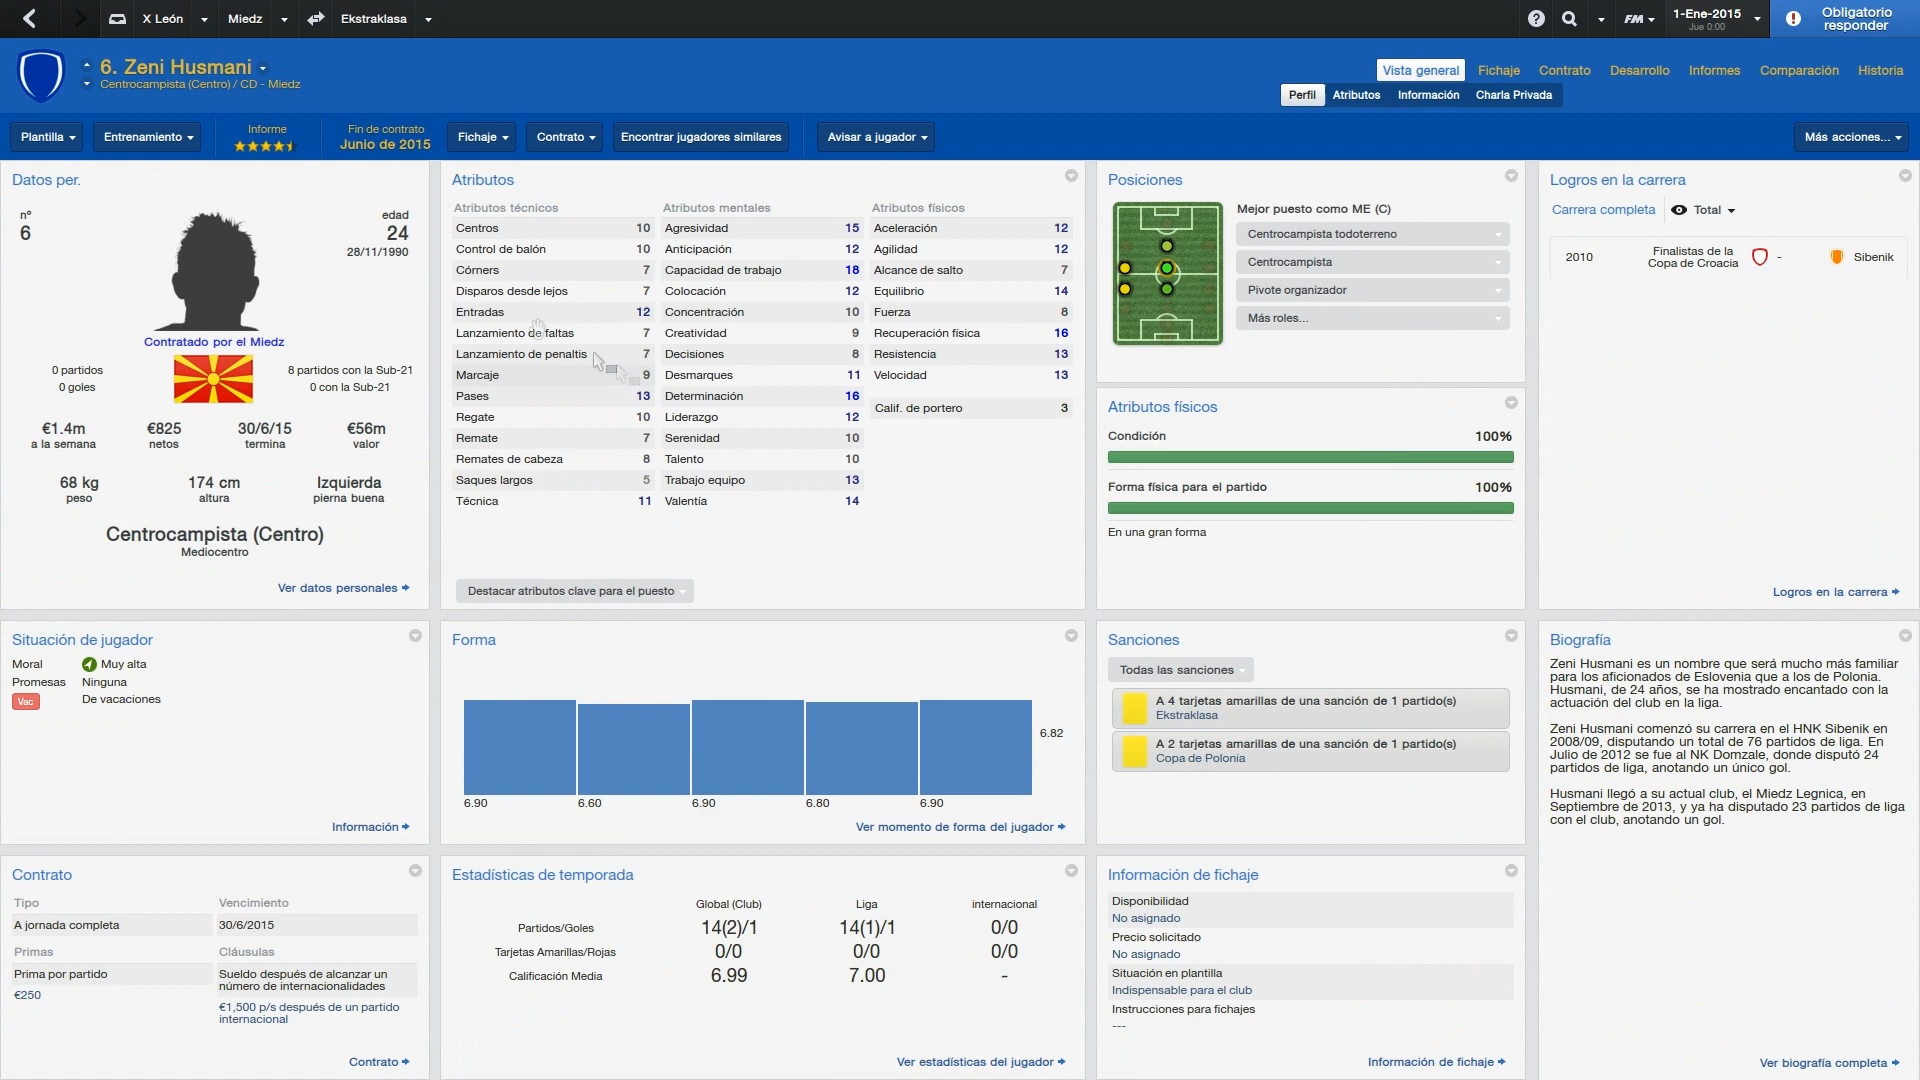 X León
Miedz
Ekstraklasa
FM
1-Ene-2015
Jue 0:00
Obligatorio responder
6. Zeni Husmani
Centrocampista (Centro) / CD - Miedz
Vista general
Fichaje
Contrato
Desarrollo
Informes
Comparación
Historia
Perfil
Atributos
Información
Charla Privada
Plantilla
Entrenamiento
Informe
Fin de contrato
Junio de 2015
Fichaje
Contrato
Encontrar jugadores similares
Avisar a jugador
Más acciones...
Datos per.
nº
6
edad
24
28/11/1990
Contratado por el Miedz
0 partidos
0 goles
8 partidos con la Sub-21
0 con la Sub-21
€1.4m
a la semana
€825
netos
30/6/15
termina
€56m
valor
68 kg
peso
174 cm
altura
Izquierda
pierna buena
Centrocampista (Centro)
Mediocentro
Ver datos personales
Atributos
Atributos técnicos
Centros 10
Control de balón 10
Córners 7
Disparos desde lejos 7
Entradas 12
Lanzamiento de faltas 7
Lanzamiento de penaltis 7
Marcaje 9
Pases 13
Regate 10
Remate 7
Remates de cabeza 8
Saques largos 5
Técnica 11
Atributos mentales
Agresividad 15
Anticipación 12
Capacidad de trabajo 18
Colocación 12
Concentración 10
Creatividad 9
Decisiones 8
Desmarques 11
Determinación 16
Liderazgo 12
Serenidad 10
Talento 10
Trabajo equipo 13
Valentía 14
Atributos físicos
Aceleración 12
Agilidad 12
Alcance de salto 7
Equilibrio 14
Fuerza 8
Recuperación física 16
Resistencia 13
Velocidad 13
Calif. de portero 3
Destacar atributos clave para el puesto
Posiciones
Mejor puesto como ME (C)
Centrocampista todoterreno
Centrocampista
Pivote organizador
Más roles...
Atributos físicos
Condición 100%
Forma física para el partido 100%
En una gran forma
Logros en la carrera
Carrera completa
Total
2010
Finalistas de la
Copa de Croacia
-
Sibenik
Logros en la carrera
Situación de jugador
Moral Muy alta
Promesas Ninguna
Vac De vacaciones
Información
Forma
6.82
6.90 6.60 6.90 6.80 6.90
Ver momento de forma del jugador
Sanciones
Todas las sanciones
A 4 tarjetas amarillas de una sanción de 1 partido(s)
Ekstraklasa
A 2 tarjetas amarillas de una sanción de 1 partido(s)
Copa de Polonia
Biografía
Zeni Husmani es un nombre que será mucho más familiar
para los aficionados de Eslovenia que a los de Polonia.
Husmani, de 24 años, se ha mostrado encantado con la
actuación del club en la liga.
Zeni Husmani comenzó su carrera en el HNK Sibenik en
2008/09, disputando un total de 76 partidos de liga. En
Julio de 2012 se fue al NK Domzale, donde disputó 24
partidos de liga, anotando un único gol.
Husmani llegó a su actual club, el Miedz Legnica, en
Septiembre de 2013, y ya ha disputado 23 partidos de liga
con el club, anotando un gol.
Ver biografía completa
Contrato
Tipo
A jornada completa
Vencimiento
30/6/2015
Primas
Prima por partido
€250
Cláusulas
Sueldo después de alcanzar un
número de internacionalidades
€1,500 p/s después de un partido
internacional
Contrato
Estadísticas de temporada
Global (Club) Liga internacional
Partidos/Goles 14(2)/1 14(1)/1 0/0
Tarjetas Amarillas/Rojas 0/0 0/0 0/0
Calificación Media 6.99 7.00 -
Ver estadísticas del jugador
Información de fichaje
Disponibilidad
No asignado
Precio solicitado
No asignado
Situación en plantilla
Indispensable para el club
Instrucciones para fichajes
---
Información de fichaje